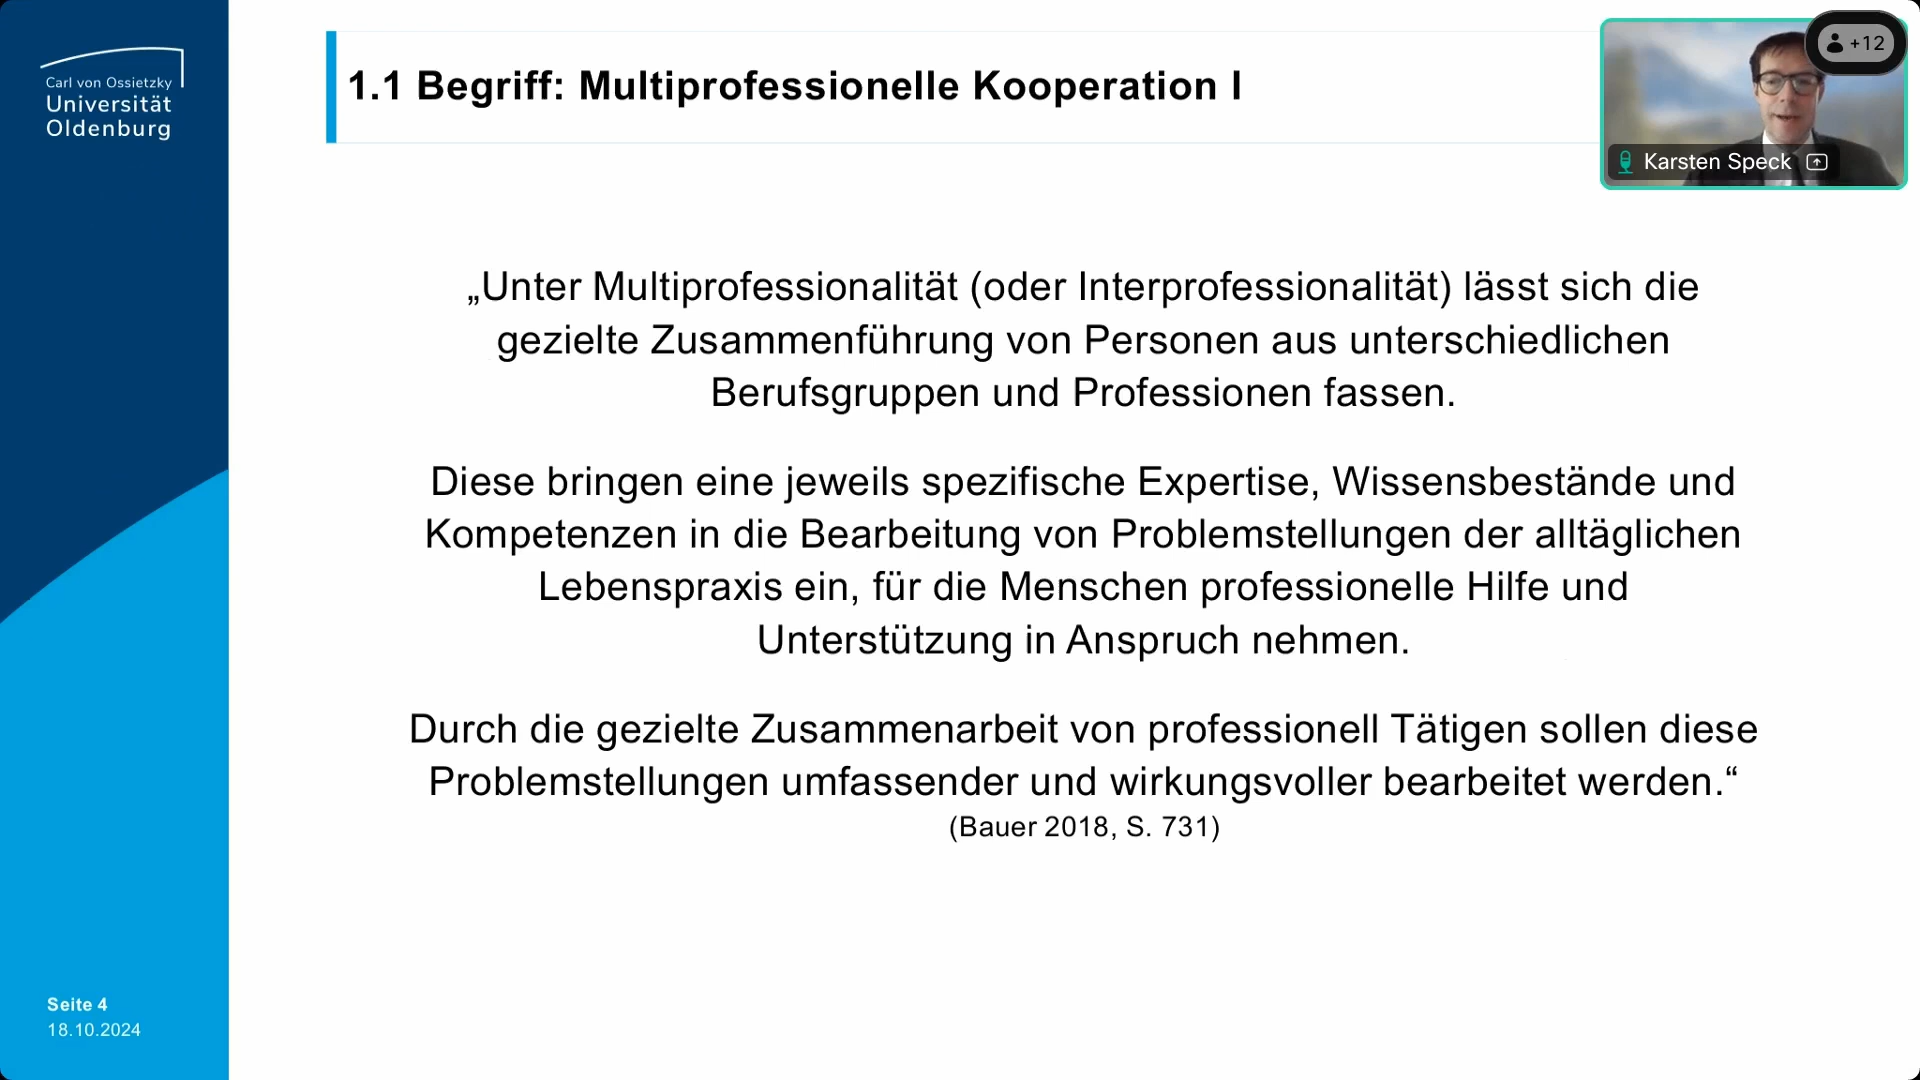 Carl von Ossietzky
Universität
Oldenburg
1.1 Begriff: Multiprofessionelle Kooperation I
+12
Karsten Speck
„Unter Multiprofessionalität (oder Interprofessionalität) lässt sich die
gezielte Zusammenführung von Personen aus unterschiedlichen
Berufsgruppen und Professionen fassen.
Diese bringen eine jeweils spezifische Expertise, Wissensbestände und
Kompetenzen in die Bearbeitung von Problemstellungen der alltäglichen
Lebenspraxis ein, für die Menschen professionelle Hilfe und
Unterstützung in Anspruch nehmen.
Durch die gezielte Zusammenarbeit von professionell Tätigen sollen diese
Problemstellungen umfassender und wirkungsvoller bearbeitet werden.“
(Bauer 2018, S. 731)
Seite 4
18.10.2024